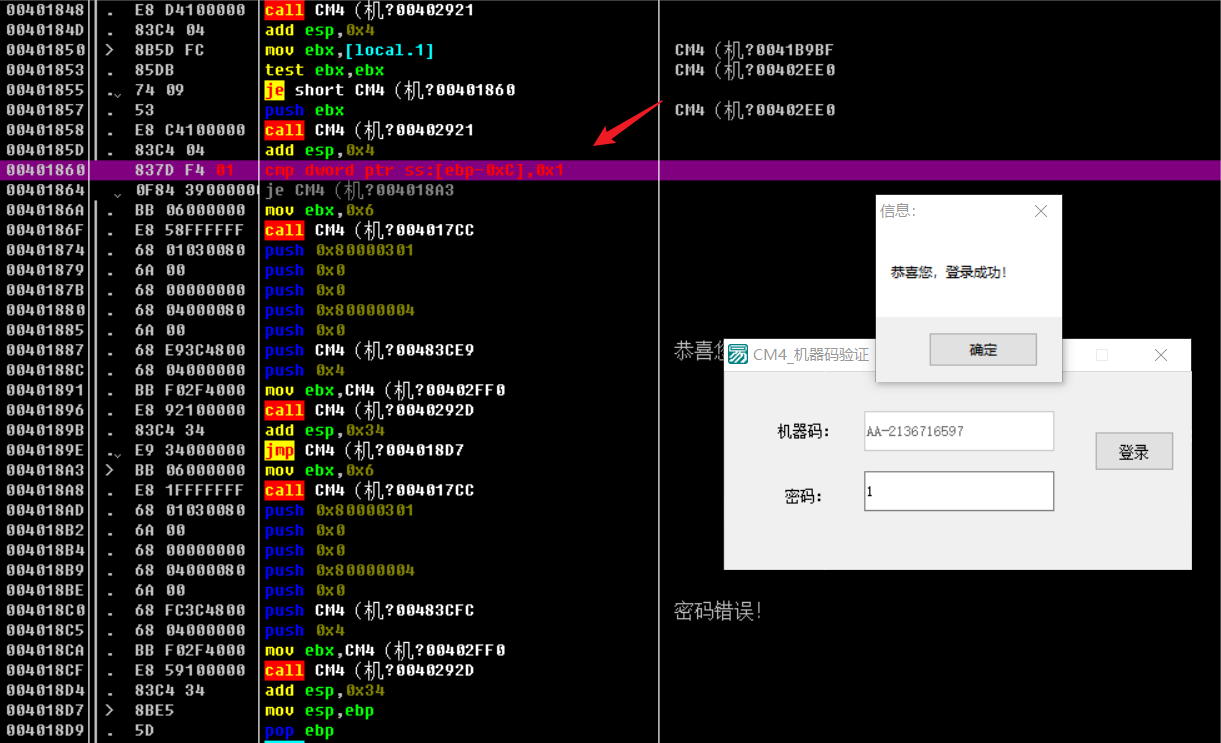 00401848 . E8 D4100000 call CM4（机?00402921
0040184D . 83C4 04 add esp,0x4
00401850 > 8B5D FC mov ebx,[local.1] CM4（机?0041B9BF
00401853 . 85DB test ebx,ebx CM4（机?00402EE0
00401855 . 74 09 je short CM4（机?00401860
00401857 . 53 push ebx CM4（机?00402EE0
00401858 . E8 C4100000 call CM4（机?00402921
0040185D . 83C4 04 add esp,0x4
00401860 837D F4 01 cmp dword ptr ss:[ebp-0xC],0x1
00401864 0F84 39000000 je CM4（机?004018A3
0040186A . BB 06000000 mov ebx,0x6
0040186F . E8 58FFFFFF call CM4（机?004017CC
00401874 . 68 01030080 push 0x80000301
00401879 . 6A 00 push 0x0
0040187B . 68 00000000 push 0x0
00401880 . 68 04000080 push 0x80000004
00401885 . 6A 00 push 0x0
00401887 . 68 E93C4800 push CM4（机?00483CE9 恭喜您
0040188C . 68 04000000 push 0x4
00401891 . BB F02F4000 mov ebx,CM4（机?00402FF0
00401896 . E8 92100000 call CM4（机?0040292D
0040189B . 83C4 34 add esp,0x34
0040189E . E9 34000000 jmp CM4（机?004018D7
004018A3 > BB 06000000 mov ebx,0x6
004018A8 . E8 1FFFFFFF call CM4（机?004017CC
004018AD . 68 01030080 push 0x80000301
004018B2 . 6A 00 push 0x0
004018B4 . 68 00000000 push 0x0
004018B9 . 68 04000080 push 0x80000004
004018BE . 6A 00 push 0x0
004018C0 . 68 FC3C4800 push CM4（机?00483CFC 密码错误!
004018C5 . 68 04000000 push 0x4
004018CA . BB F02F4000 mov ebx,CM4（机?00402FF0
004018CF . E8 59100000 call CM4（机?0040292D
004018D4 . 83C4 34 add esp,0x34
004018D7 > 8BE5 mov esp,ebp
004018D9 . 5D pop ebp
信息:
恭喜您, 登录成功!
确定
易 CM4_机器码验证
机器码:
AA-2136716597
登录
密码:
1